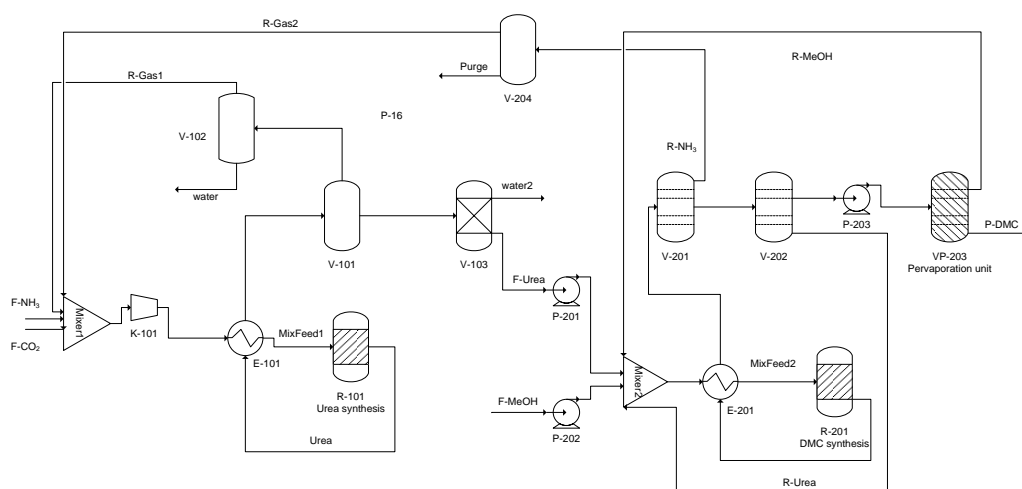 R-Gas2
R-MeOH
Purge
R-Gas1
V-204
P-16
V-102
R-NH3
water
water2
P-203
P-DMC
V-101
V-103
V-201
V-202
VP-203
Pervaporation unit
F-Urea
F-NH3
Mixer1
K-101
P-201
MixFeed1
F-CO2
E-101
MixFeed2
R-101
Urea synthesis
Mixer2
F-MeOH
E-201
P-202
R-201
DMC synthesis
Urea
R-Urea